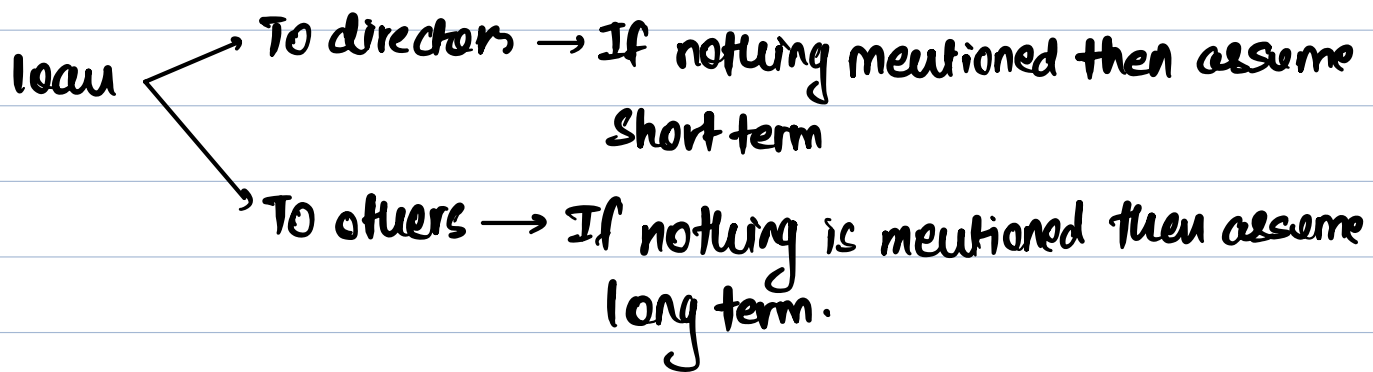 loan → To directors → If nothing mentioned then assume
Short term
→ To others → If nothing is mentioned then assume
long term.